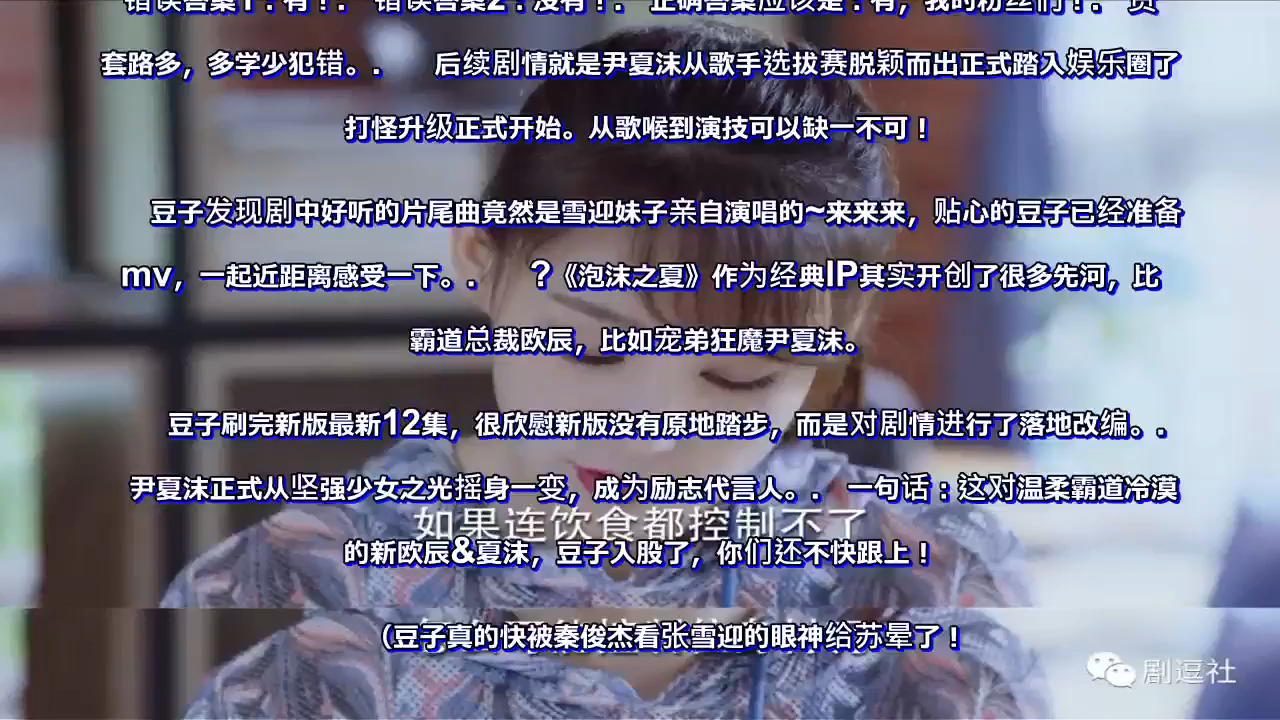 错误答案1：有！. 错误答案2：没有！. 正确答案应该是：有，我的粉丝们！. 贵
套路多，多学少犯错。. 后续剧情就是尹夏沫从歌手选拔赛脱颖而出正式踏入娱乐圈了
打怪升级正式开始。从歌喉到演技可以缺一不可！
豆子发现剧中好听的片尾曲竟然是雪迎妹子亲自演唱的~来来来，贴心的豆子已经准备
mv，一起近距离感受一下。. ?《泡沫之夏》作为经典IP其实开创了很多先河，比
霸道总裁欧辰，比如宠弟狂魔尹夏沫。
豆子刷完新版最新12集，很欣慰新版没有原地踏步，而是对剧情进行了落地改编。.
尹夏沫正式从坚强少女之光摇身一变，成为励志代言人。. 一句话：这对温柔霸道冷漠
如果连饮食都控制不了
的新欧辰&夏沫，豆子入股了，你们还不快跟上！
（豆子真的快被秦俊杰看张雪迎的眼神给苏晕了！
剧逗社